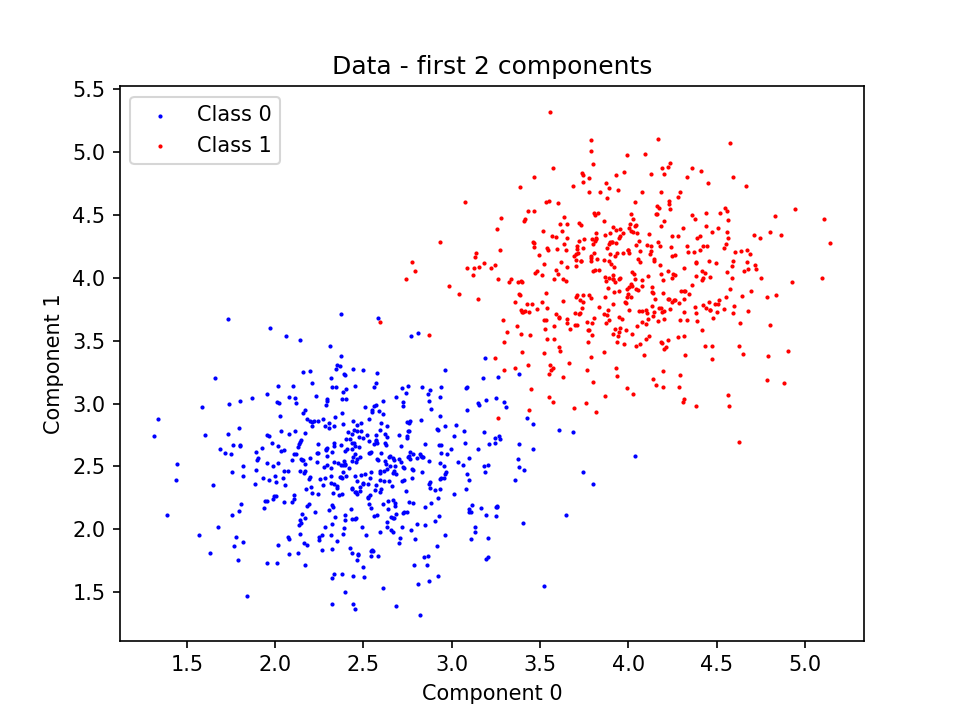 Data - first 2 components
Class 0
Class 1
5.5
5.0
4.5
4.0
3.5
3.0
2.5
2.0
1.5
Component 1
1.5 2.0 2.5 3.0 3.5 4.0 4.5 5.0
Component 0